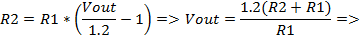 R2 = R1 * (Vout/1.2 − 1) => Vout = 1.2(R2 + R1)/R1 =>